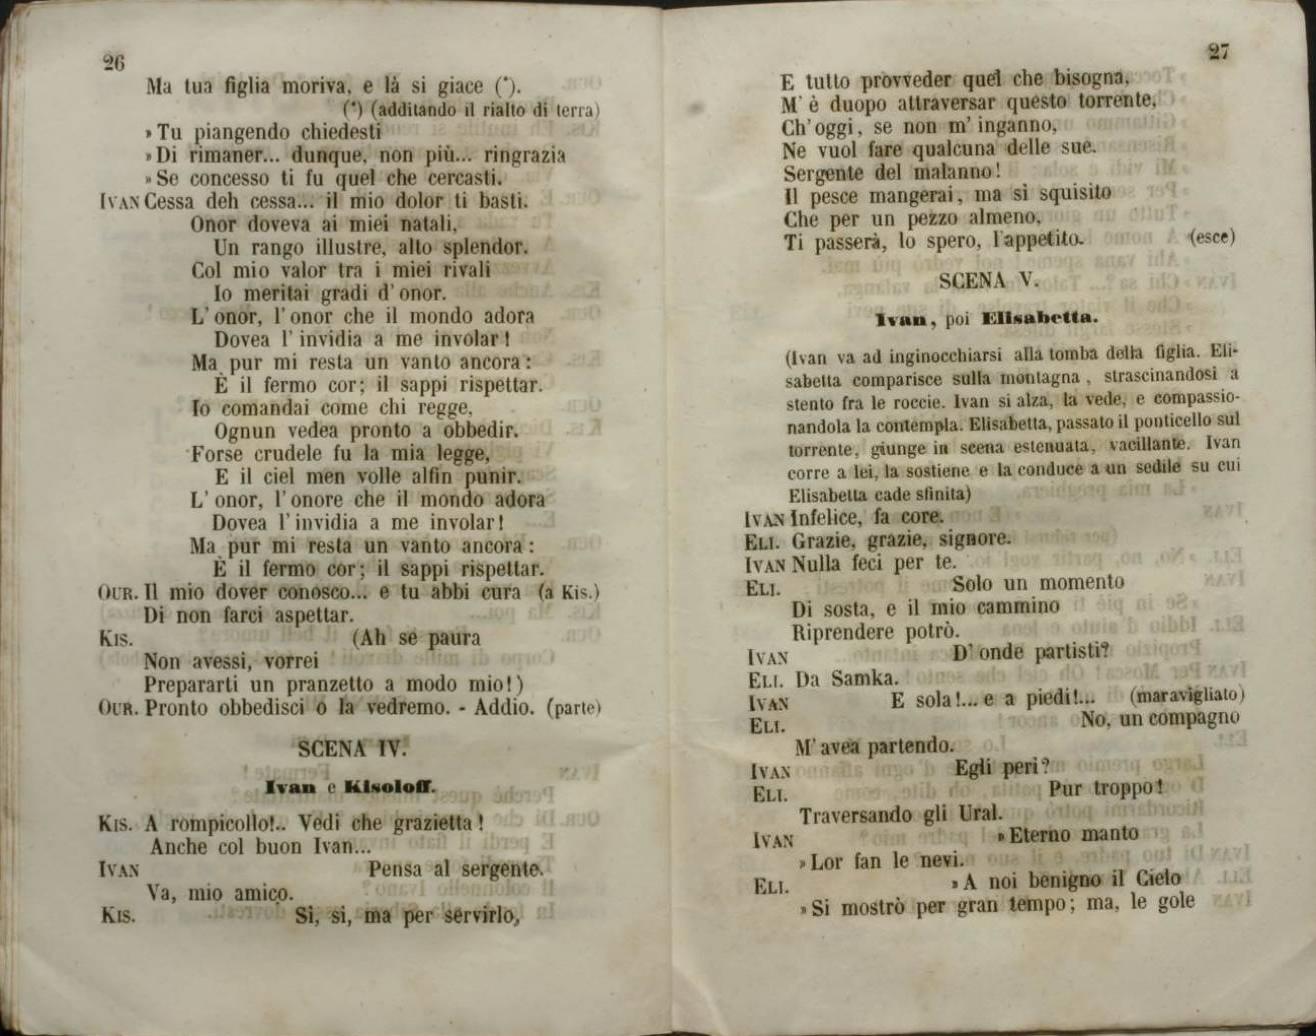 26
Ma tua figlia moriva, e là si giace (*).
(*) (additando il rialto di terra)
» Tu piangendo chiedesti
» Di rimaner... dunque, non più... ringrazia
» Se concesso ti fu quel che cercasti.
IVAN Cessa deh cessa... il mio dolor ti basti.
Onor doveva ai miei natali,
Un rango illustre, alto splendor.
Col mio valor tra i miei rivali
Io meritai gradi d'onor.
L'onor, l'onor che il mondo adora
Dovea l'invidia a me involar!
Ma pur mi resta un vanto ancora:
È il fermo cor; il sappi rispettar.
Io comandai come chi regge,
Ognun vedea pronto a obbedir.
Forse crudele fu la mia legge,
E il ciel men volle alfin punir.
L'onor, l'onore che il mondo adora
Dovea l'invidia a me involar!
Ma pur mi resta un vanto ancora:
È il fermo cor; il sappi rispettar.
OUR. Il mio dover conosco... e tu abbi cura (a Kis.)
Di non farci aspettar.
KIS. (Ah se paura
Non avessi, vorrei
Prepararti un pranzetto a modo mio!)
OUR. Pronto obbedisci o la vedremo. - Addio. (parte)
SCENA IV.
Ivan e Kisoloff.
KIS. A rompicollo!.. Vedi che grazietta!
Anche col buon Ivan...
IVAN Pensa al sergente.
Va, mio amico.
KIS. Sì, sì, ma per servirlo,
27
E tutto provveder quel che bisogna,
M'è duopo attraversar questo torrente,
Ch'oggi, se non m'inganno,
Ne vuol fare qualcuna delle sue.
Sergente del malanno!
Il pesce mangerai, ma sì squisito
Che per un pezzo almeno,
Ti passerà, lo spero, l'appetito. (esce)
SCENA V.
Ivan, poi Elisabetta.
(Ivan va ad inginocchiarsi alla tomba della figlia. Eli-
sabetta comparisce sulla montagna, strascinandosi a
stento fra le roccie. Ivan si alza, la vede, e compassio-
nandola la contempla. Elisabetta, passato il ponticello sul
torrente, giunge in scena estenuata, vacillante. Ivan
corre a lei, la sostiene e la conduce a un sedile su cui
Elisabetta cade sfinita)
IVAN Infelice, fa core.
ELI. Grazie, grazie, signore.
IVAN Nulla feci per te.
ELI. Solo un momento
Di sosta, e il mio cammino
Riprendere potrò.
IVAN D'onde partisti?
ELI. Da Samka.
IVAN E sola!... e a piedi!... (maravigliato)
ELI. No, un compagno
M'avea partendo.
IVAN Egli perì?
ELI. Pur troppo!
Traversando gli Ural.
IVAN » Eterno manto
» Lor fan le nevi.
ELI. » A noi benigno il Cielo
» Si mostrò per gran tempo; ma, le gole